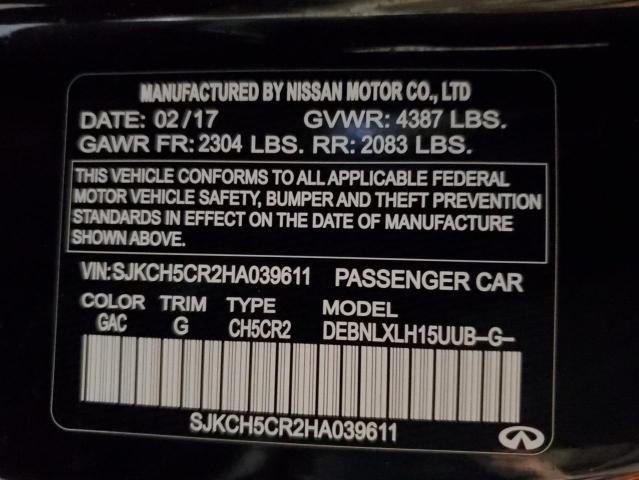 MANUFACTURED BY NISSAN MOTOR CO., LTD
DATE: 02/17 GVWR: 4387 LBS.
GAWR FR: 2304 LBS. RR: 2083 LBS.
THIS VEHICLE CONFORMS TO ALL APPLICABLE FEDERAL
MOTOR VEHICLE SAFETY, BUMPER AND THEFT PREVENTION
STANDARDS IN EFFECT ON THE DATE OF MANUFACTURE
SHOWN ABOVE.
VIN:SJKCH5CR2HA039611 PASSENGER CAR
COLOR TRIM TYPE MODEL
GAC G CH5CR2 DEBNLXLH15UUB-G-
SJKCH5CR2HA039611